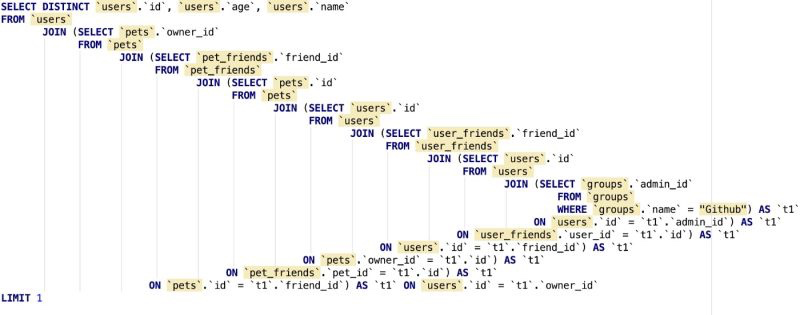 SELECT DISTINCT `users`.`id`, `users`.`age`, `users`.`name`
FROM `users`
JOIN (SELECT `pets`.`owner_id`
FROM `pets`
JOIN (SELECT `pet_friends`.`friend_id`
FROM `pet_friends`
JOIN (SELECT `pets`.`id`
FROM `pets`
JOIN (SELECT `users`.`id`
FROM `users`
JOIN (SELECT `user_friends`.`friend_id`
FROM `user_friends`
JOIN (SELECT `users`.`id`
FROM `users`
JOIN (SELECT `groups`.`admin_id`
FROM `groups`
WHERE `groups`.`name` = "Github") AS `t1`
ON `users`.`id` = `t1`.`admin_id`) AS `t1`
ON `user_friends`.`user_id` = `t1`.`id`) AS `t1`
ON `users`.`id` = `t1`.`friend_id`) AS `t1`
ON `pets`.`owner_id` = `t1`.`id`) AS `t1`
ON `pet_friends`.`pet_id` = `t1`.`id`) AS `t1`
ON `pets`.`id` = `t1`.`friend_id`) AS `t1` ON `users`.`id` = `t1`.`owner_id`
LIMIT 1